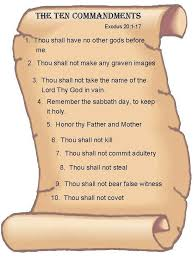 THE TEN COMMANDMENTS
Exodus 20:1-17
1. Thou shall have no other gods before
me.
2. Thou shall not make any graven images
3. Thou shall not take the name of the
Lord Thy God in vain.
4. Remember the sabbath day, to keep
it holy.
5. Honor thy Father and Mother
6. Thou shall not kill
7. Thou shall not commit adultery
8. Thou shall not steal
9. Thou shall not bear false witness
10. Thou shall not covet